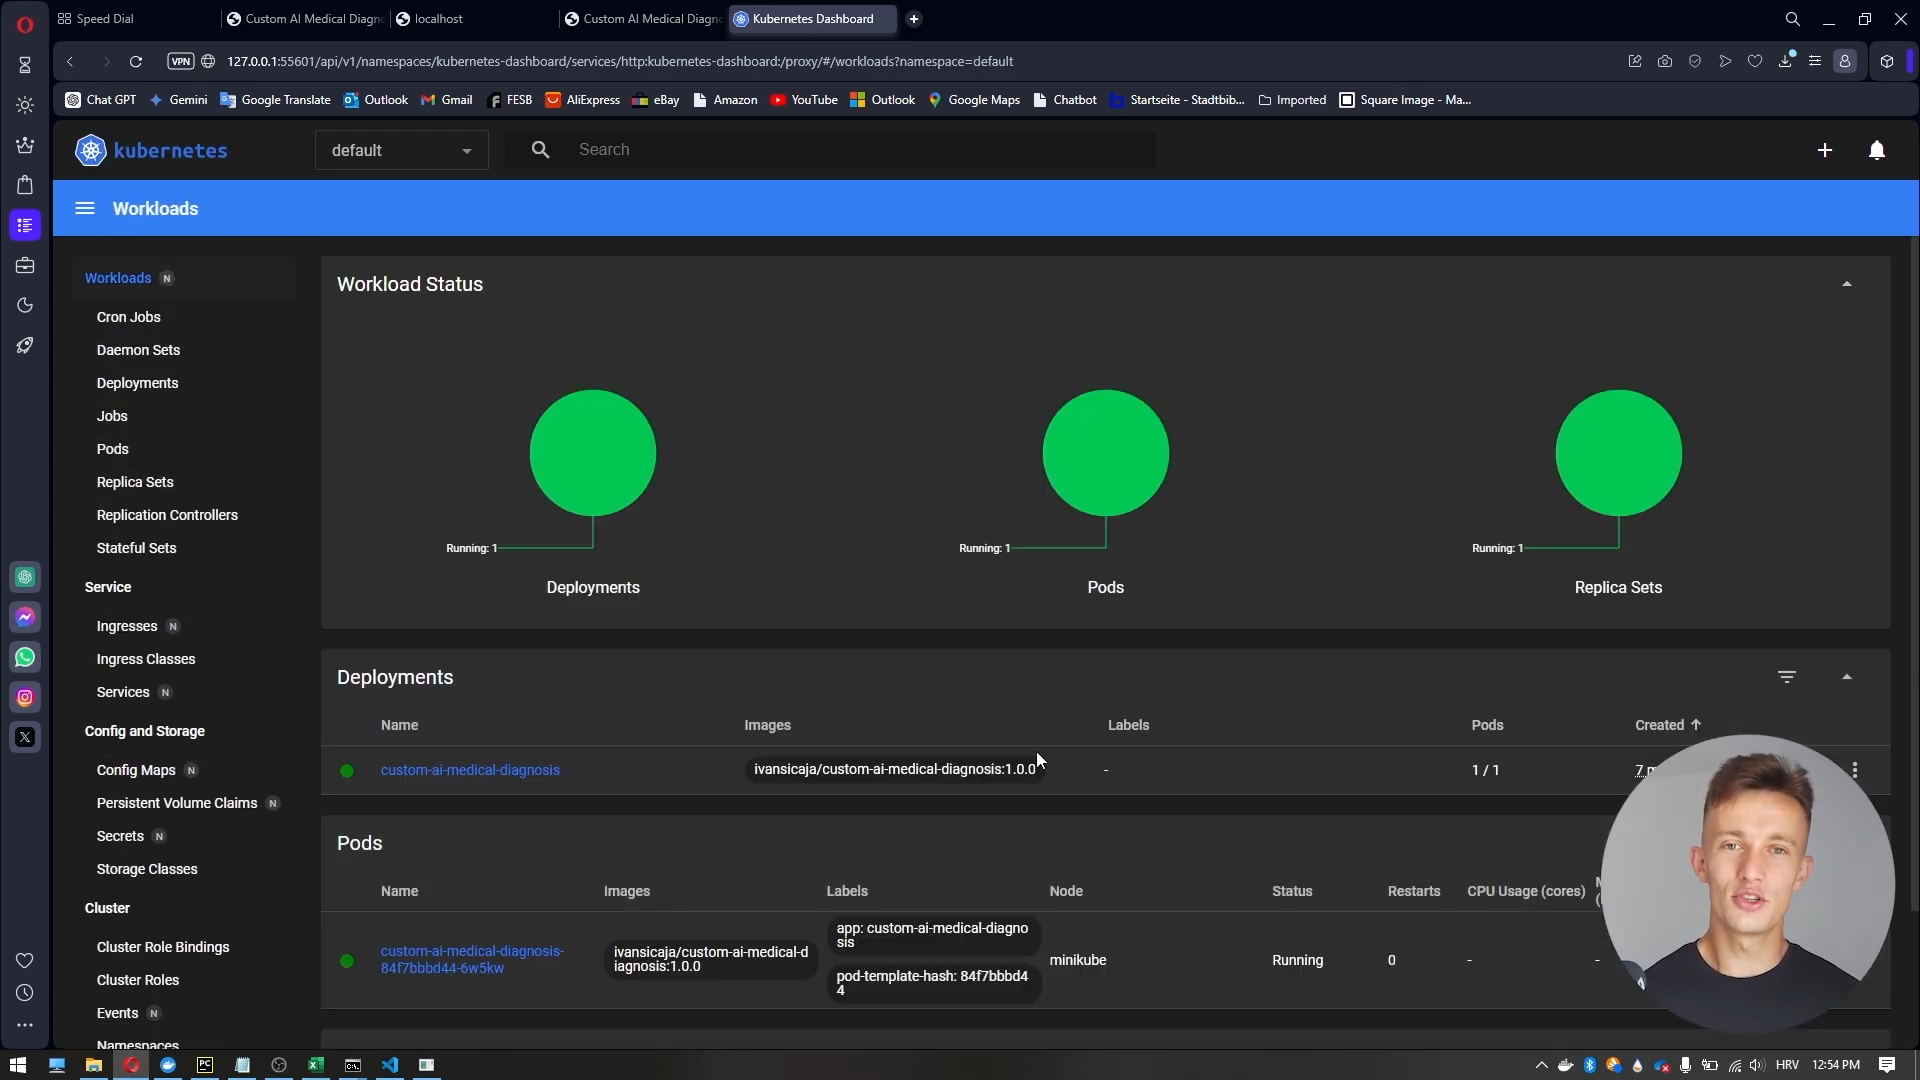 Speed Dial
Custom AI Medical Diagn
localhost
Custom AI Medical Diagn
Kubernetes Dashboard
VPN
127.0.0.1:55601/api/v1/namespaces/kubernetes-dashboard/services/http:kubernetes-dashboard:/proxy/#/workloads?namespace=default
Chat GPT
Gemini
Google Translate
Outlook
Gmail
FESB
AliExpress
eBay
Amazon
YouTube
Outlook
Google Maps
Chatbot
Startseite - Stadtbib...
Imported
Square Image - Ma...
kubernetes
default
Search
Workloads
Workloads N
Cron Jobs
Daemon Sets
Deployments
Jobs
Pods
Replica Sets
Replication Controllers
Stateful Sets
Service
Ingresses N
Ingress Classes
Services N
Config and Storage
Config Maps N
Persistent Volume Claims N
Secrets N
Storage Classes
Cluster
Cluster Role Bindings
Cluster Roles
Events N
Namespaces
Workload Status
Running: 1
Running: 1
Running: 1
Deployments
Pods
Replica Sets
Deployments
Name Images Labels Pods Created
custom-ai-medical-diagnosis ivansicaja/custom-ai-medical-diagnosis:1.0.0 - 1 / 1 7 m
Pods
Name Images Labels Node Status Restarts CPU Usage (cores)
custom-ai-medical-diagnosis-
84f7bbbd44-6w5kw
ivansicaja/custom-ai-medical-d
iagnosis:1.0.0
app: custom-ai-medical-diagno
sis
pod-template-hash: 84f7bbbd4
4
minikube
Running
0
-
-
HRV
12:54 PM